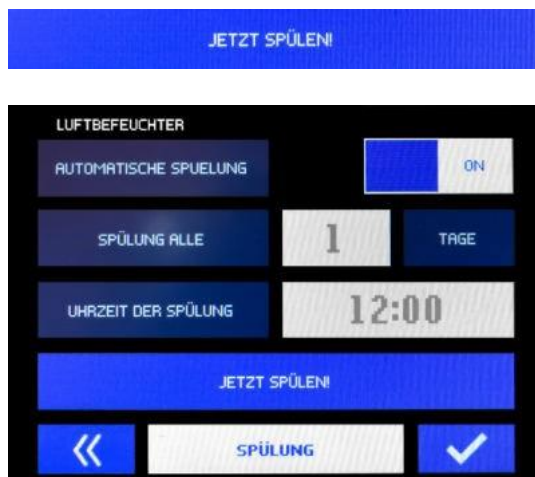 JETZT SPÜLEN!
LUFTBEFEUCHTER
AUTOMATISCHE SPUELUNG
ON
SPÜLUNG ALLE
1
TAGE
UHRZEIT DER SPÜLUNG
12:00
JETZT SPÜLEN!
SPÜLUNG